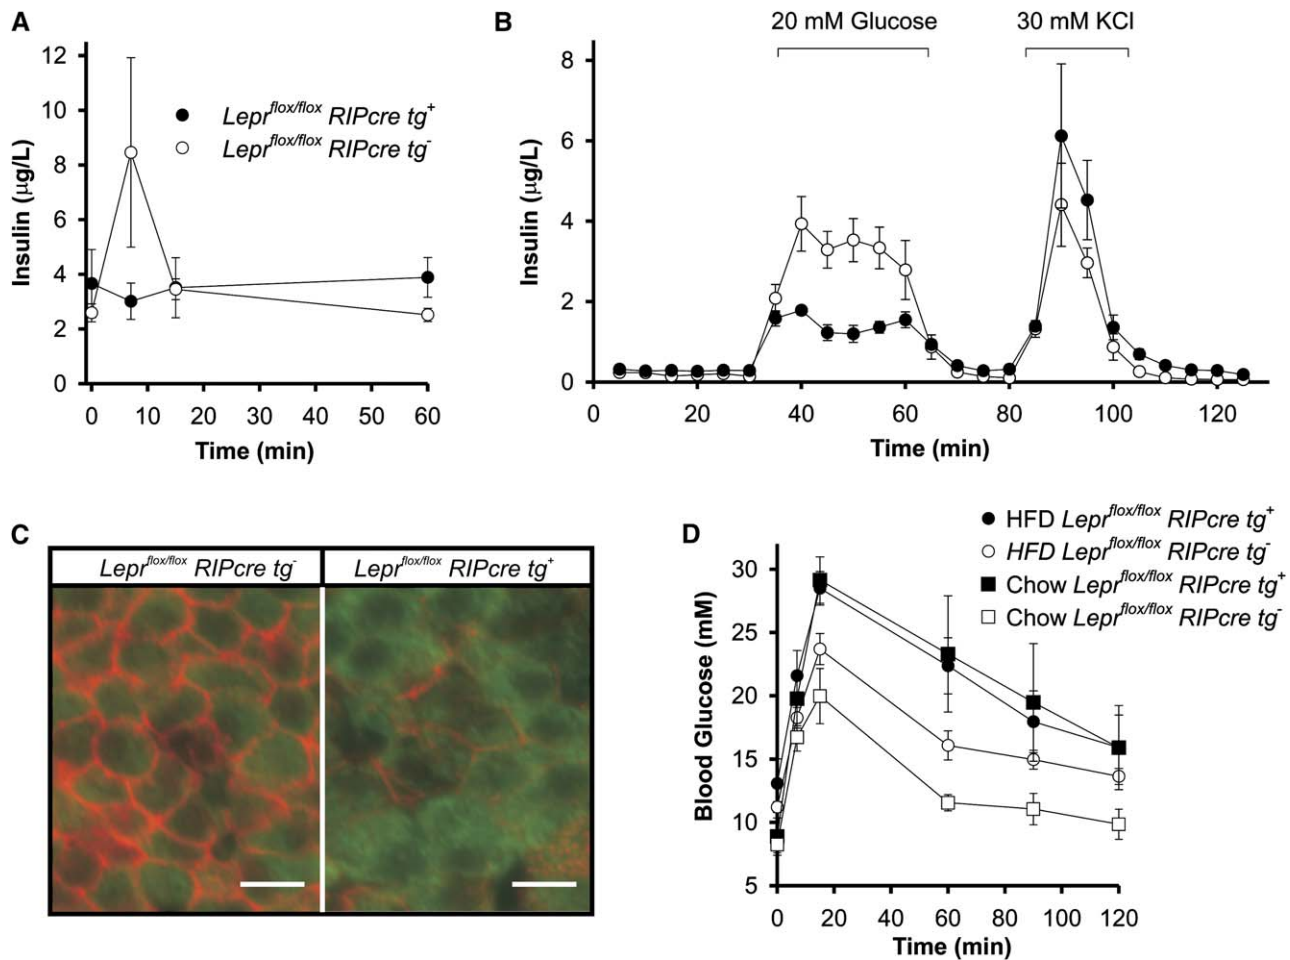 A
Insulin (µg/L)
12
10
8
6
4
2
0
Lepr^flox/flox RIPcre tg^+
Lepr^flox/flox RIPcre tg^-
0 10 20 30 40 50 60
Time (min)
B
20 mM Glucose 30 mM KCl
Insulin (µg/L)
8
6
4
2
0
0 20 40 60 80 100 120
Time (min)
C
Lepr^flox/flox RIPcre tg^- Lepr^flox/flox RIPcre tg^+
D
HFD Lepr^flox/flox RIPcre tg^+
HFD Lepr^flox/flox RIPcre tg^-
Chow Lepr^flox/flox RIPcre tg^+
Chow Lepr^flox/flox RIPcre tg^-
Blood Glucose (mM)
30
25
20
15
10
5
0 20 40 60 80 100 120
Time (min)